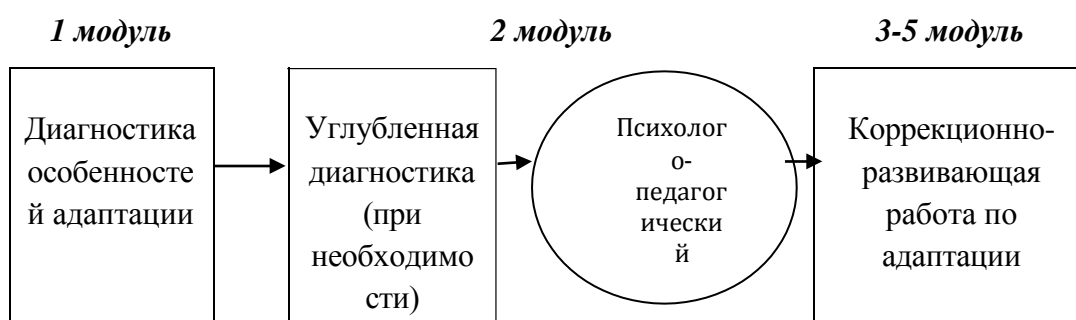 1 модуль
2 модуль
3-5 модуль
Диагностика
особенносте
й адаптации
Углубленная
диагностика
(при
необходимо
сти)
Психолог
о-
педагог
ически
й
Коррекционно-
развивающая
работа по
адаптации